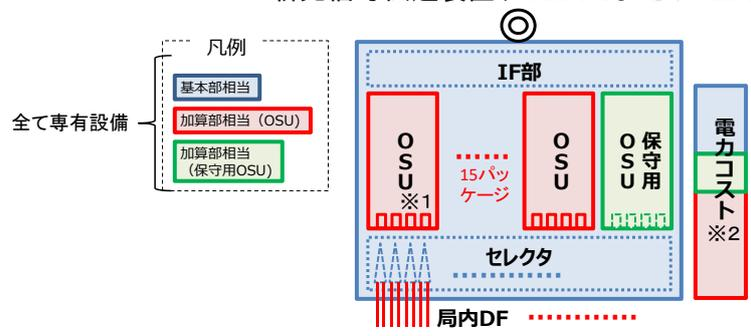 凡例
基本部相当
加算部相当（OSU）
加算部相当
（保守用OSU）
全て専有設備
IF部
OSU
※1
15パッ
ケージ
OSU
保守用
OSU
セレクタ
局内DF
電力コスト
※2